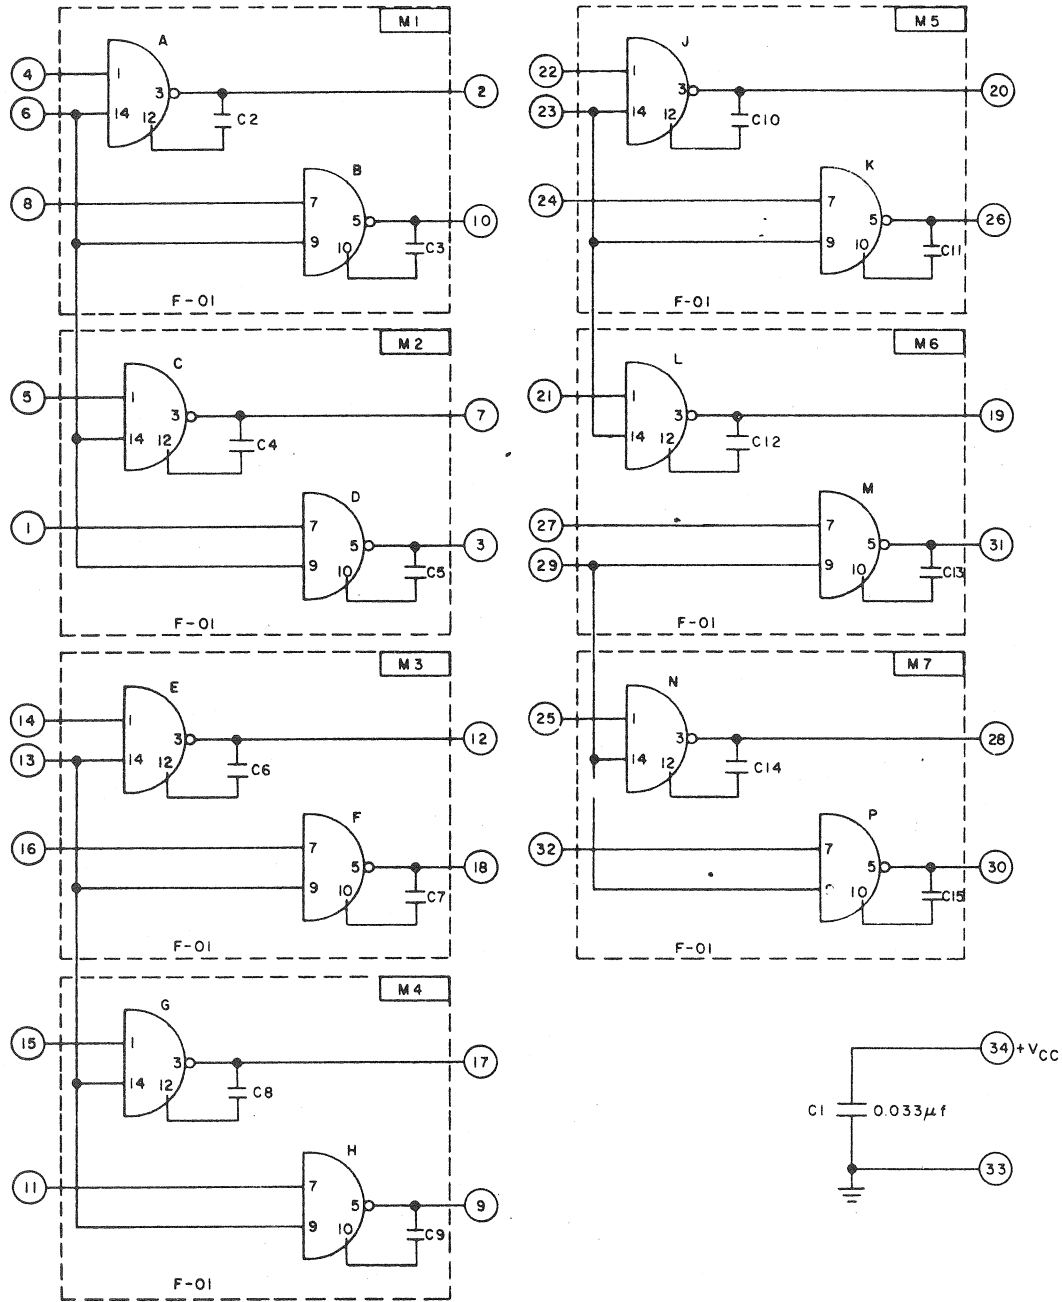 M1
A
4
1
3
2
6
14
12
C2
B
8
7
5
10
9
10
C3
F-01
M2
C
5
1
3
7
14
12
C4
D
1
7
5
3
9
10
C5
F-01
M3
E
14
1
3
12
13
14
12
C6
F
16
7
5
18
9
10
C7
F-01
M4
G
15
1
3
17
14
12
C8
H
11
7
5
9
9
10
C9
F-01
M5
J
22
1
3
20
23
14
12
C10
K
24
7
5
26
9
10
C11
F-01
M6
L
21
1
3
19
14
12
C12
M
27
7
5
31
29
9
10
C13
F-01
M7
N
25
1
3
28
14
12
C14
P
32
7
5
30
10
C15
F-01
34 +VCC
C1 0.033μf
33